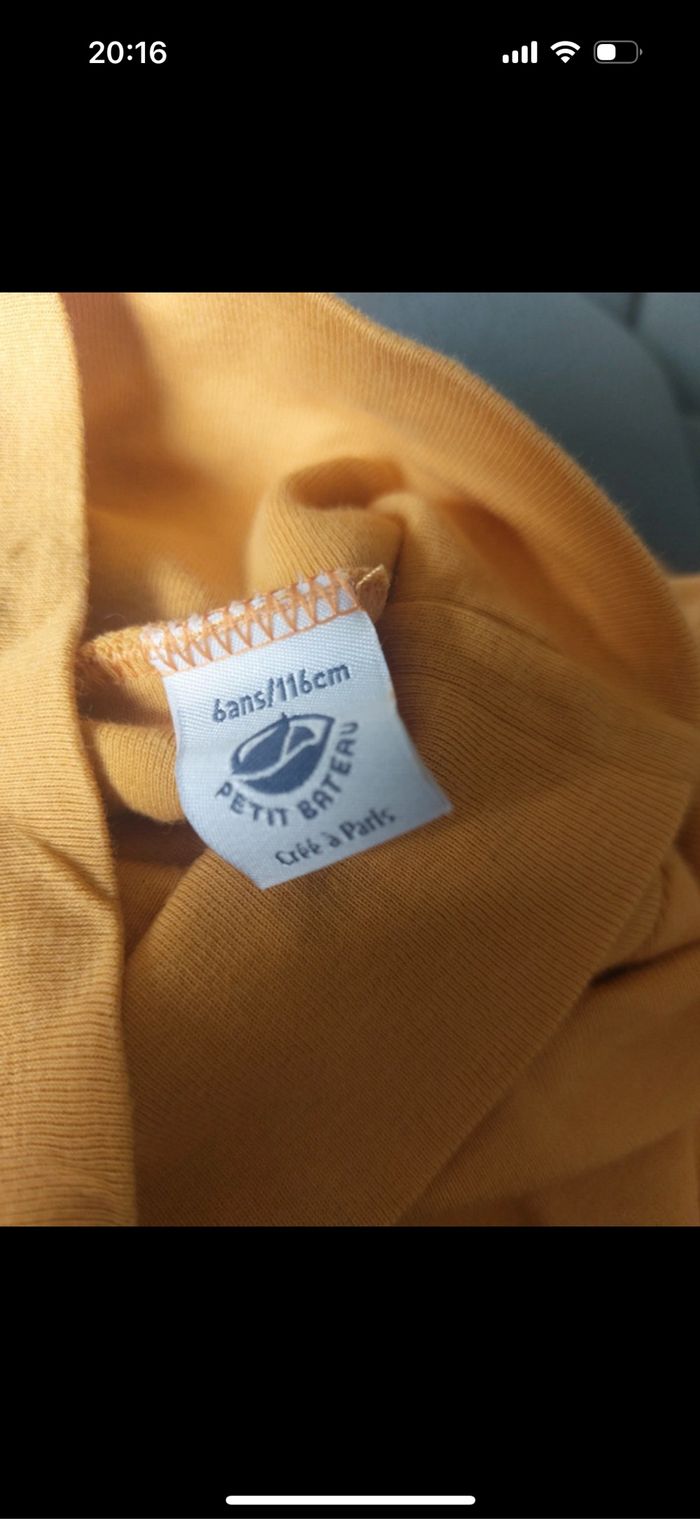 20:16
6ans/116cm
PETIT BATEAU
Créé à Paris